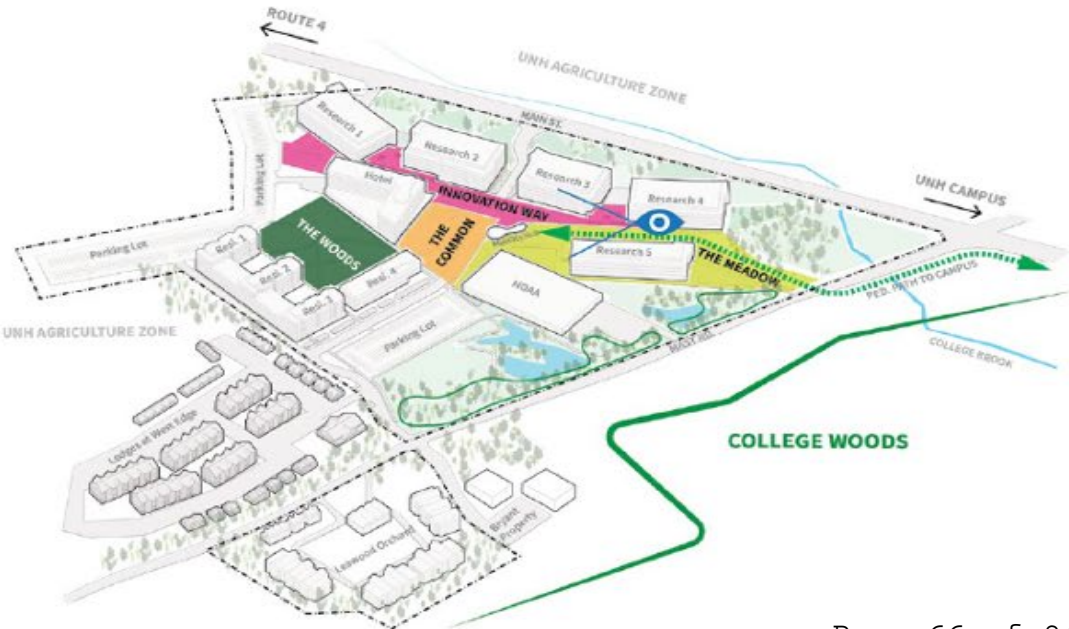 ROUTE 4
UNH AGRICULTURE ZONE
MAIN ST.
Research 1
Research 2
Research 3
Research 4
UNH CAMPUS
Parking Lot
Hotel
INNOVATION WAY
THE
COMMON
THE WOODS
Parking Lot
Resi. 1
Resi. 2
Resi. 3
Resi. 4
Research 5
THE MEADOW
NOAA
PED. PATH TO CAMPUS
UNH AGRICULTURE ZONE
Parking Lot
MAST RD.
COLLEGE BROOK
COLLEGE WOODS
Lodges at West Edge
Bryant
Property
Leawood Orchard